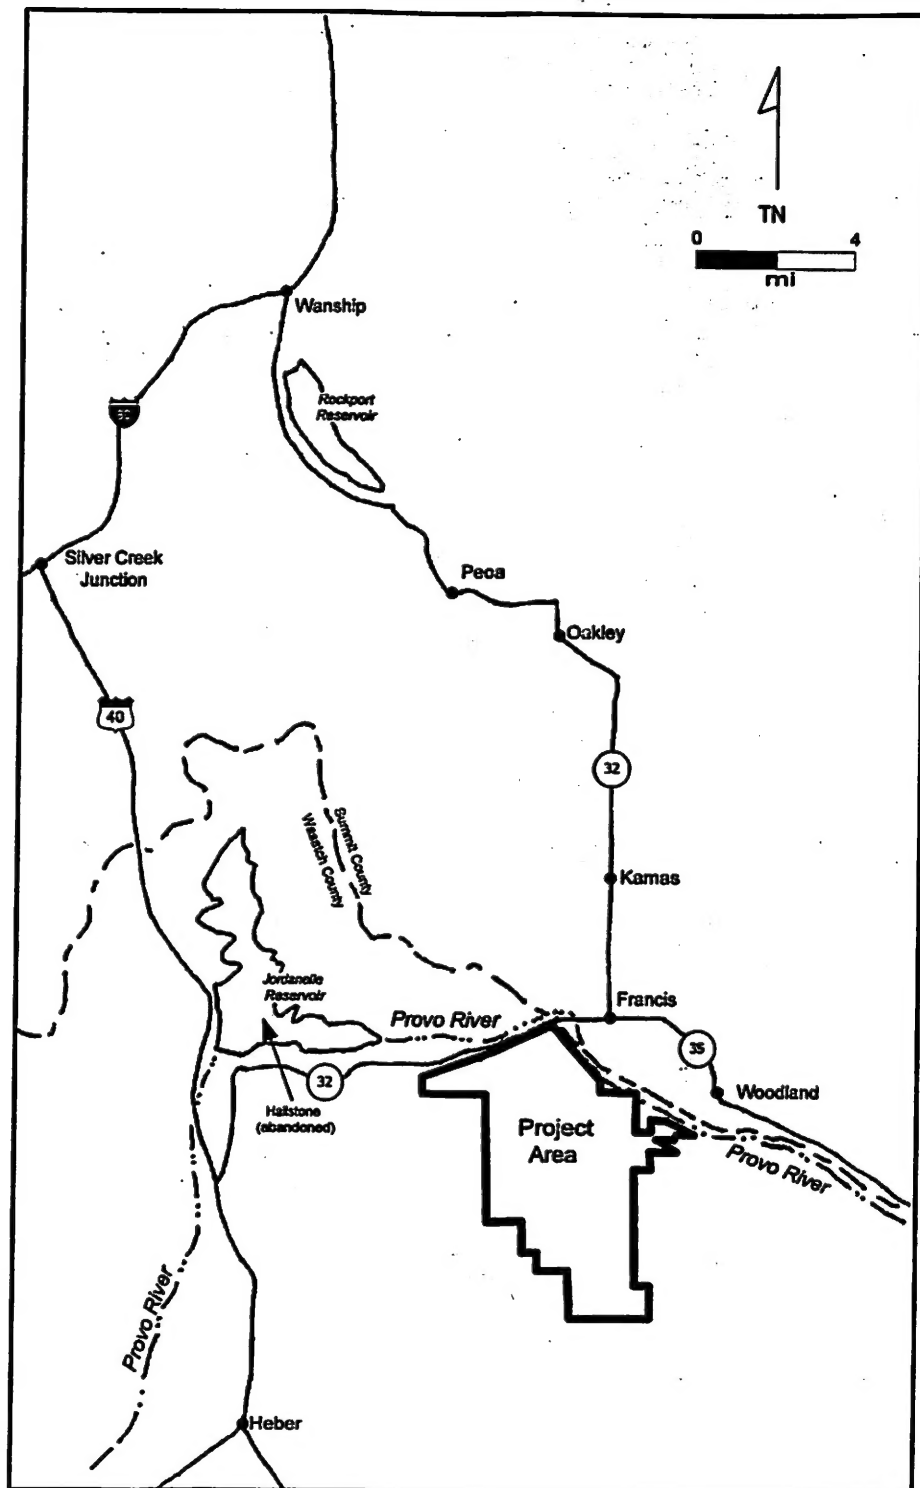 TN
0 4
mi
Wanship
Rockport
Reservoir
80
Silver Creek
Junction
Peoa
Oakley
40
32
Summit County
Wasatch County
Kamas
Jordanelle
Reservoir
Provo River
Francis
35
32
Woodland
Hailstone
(abandoned)
Project
Area
Provo River
Provo River
Heber